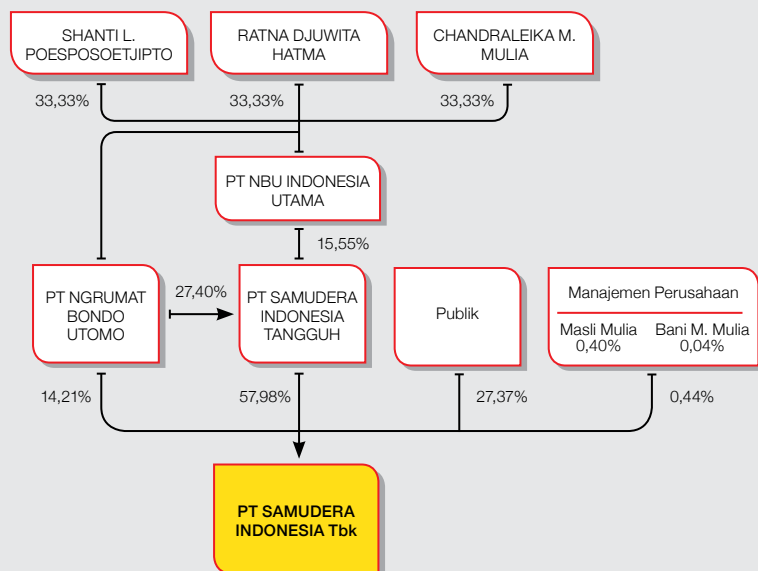 SHANTI L.
POESPOSOETJIPTO
RATNA DJUWITA
HATMA
CHANDRALEIKA M.
MULIA
33,33%
33,33%
33,33%
PT NBU INDONESIA
UTAMA
15,55%
PT NGRUMAT
BONDO
UTOMO
27,40%
PT SAMUDERA
INDONESIA
TANGGUH
Publik
Manajemen Perusahaan
Masli Mulia
0,40%
Bani M. Mulia
0,04%
14,21%
57,98%
27,37%
0,44%
PT SAMUDERA
INDONESIA Tbk